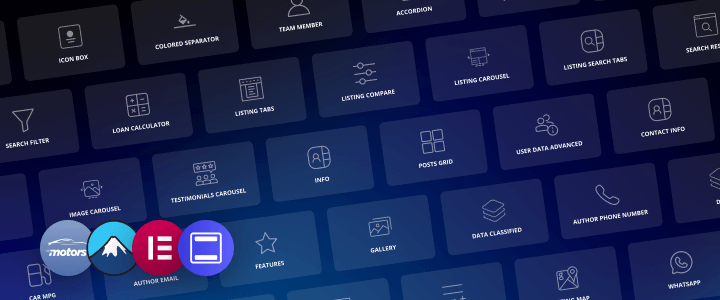 ICON BOX
COLORED SEPARATOR
TEAM MEMBER
ACCORDION
SEARCH FILTER
LOAN CALCULATOR
LISTING TABS
LISTING COMPARE
LISTING CAROUSEL
LISTING SEARCH TABS
SEARCH
IMAGE CAROUSEL
TESTIMONIALS CAROUSEL
INFO
POSTS GRID
USER DATA ADVANCED
CONTACT INFO
motors
CAR MPG
AUTHOR EMAIL
FEATURES
GALLERY
DATA CLASSIFIED
AUTHOR PHONE NUMBER
MAP
WHATSAPP